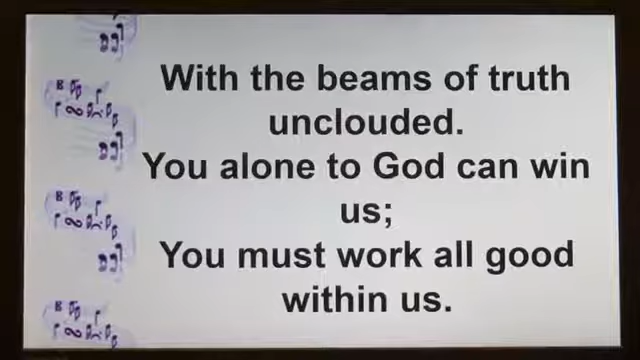 With the beams of truth
unclouded.
You alone to God can win
us;
You must work all good
within us.